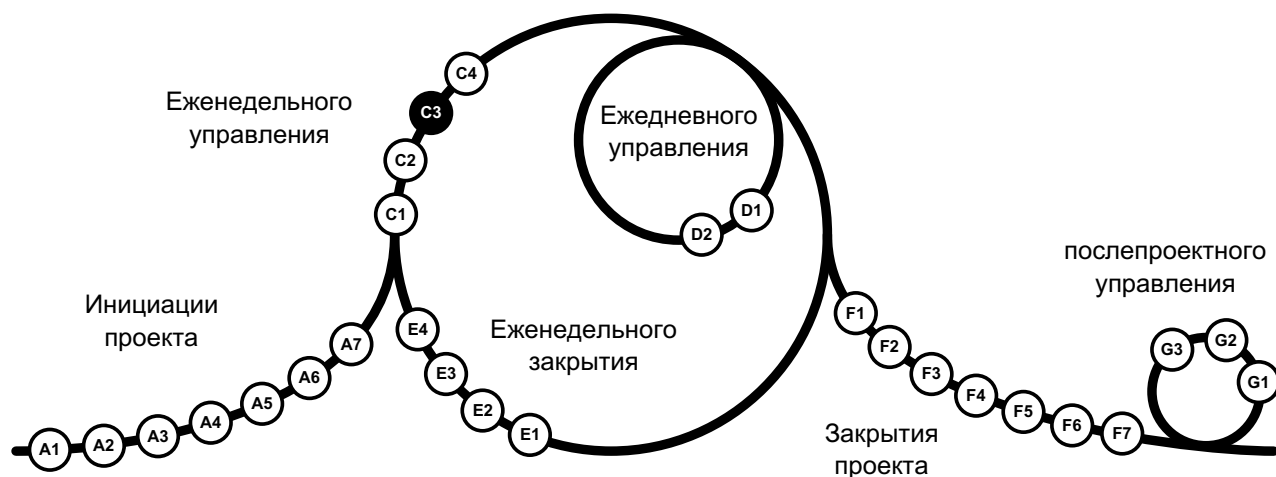 Еженедельного
управления
C4
C3
C2
C1
Ежедневного
управления
D1
D2
Инициации
проекта
A1
A2
A3
A4
A5
A6
A7
Еженедельного
закрытия
E4
E3
E2
E1
F1
F2
F3
F4
F5
F6
F7
Закрытия
проекта
послепроектного
управления
G3
G2
G1